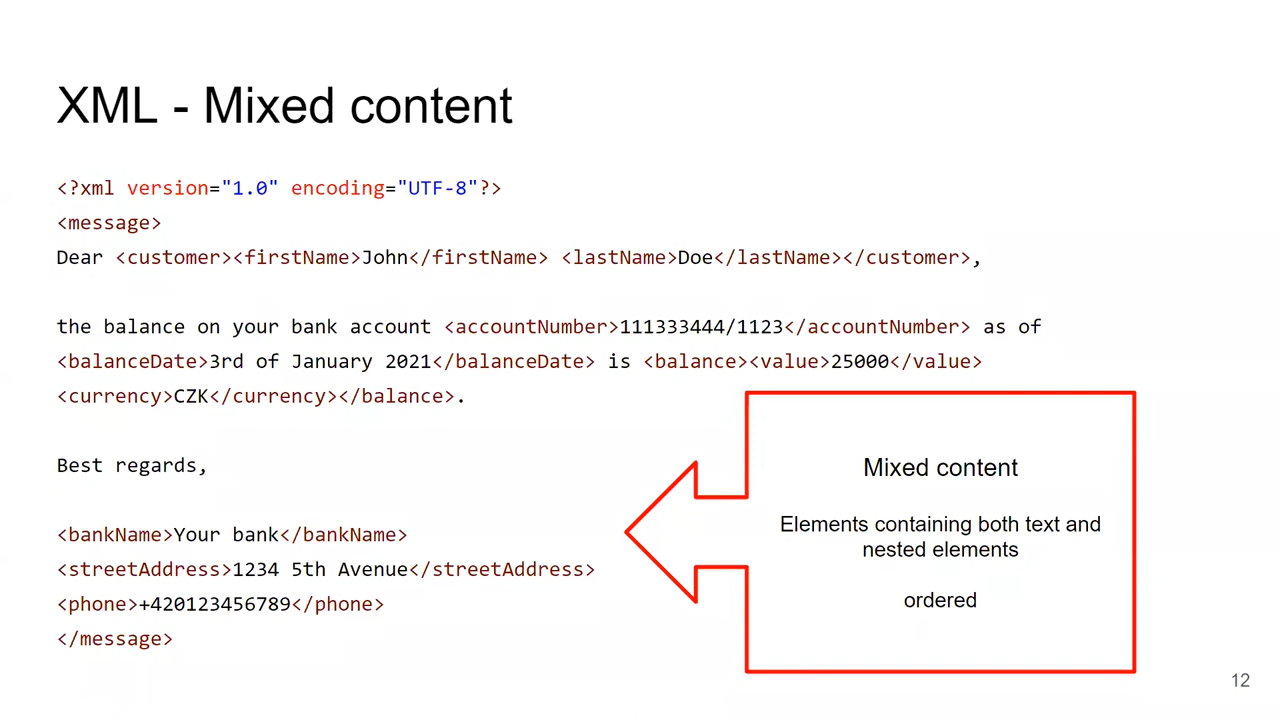 XML - Mixed content
<?xml version="1.0" encoding="UTF-8"?>
<message>
Dear <customer><firstName>John</firstName> <lastName>Doe</lastName></customer>,
the balance on your bank account <accountNumber>111333444/1123</accountNumber> as of
<balanceDate>3rd of January 2021</balanceDate> is <balance><value>25000</value>
<currency>CZK</currency></balance>.
Best regards,
<bankName>Your bank</bankName>
<streetAddress>1234 5th Avenue</streetAddress>
<phone>+420123456789</phone>
</message>
Mixed content
Elements containing both text and
nested elements
ordered
12